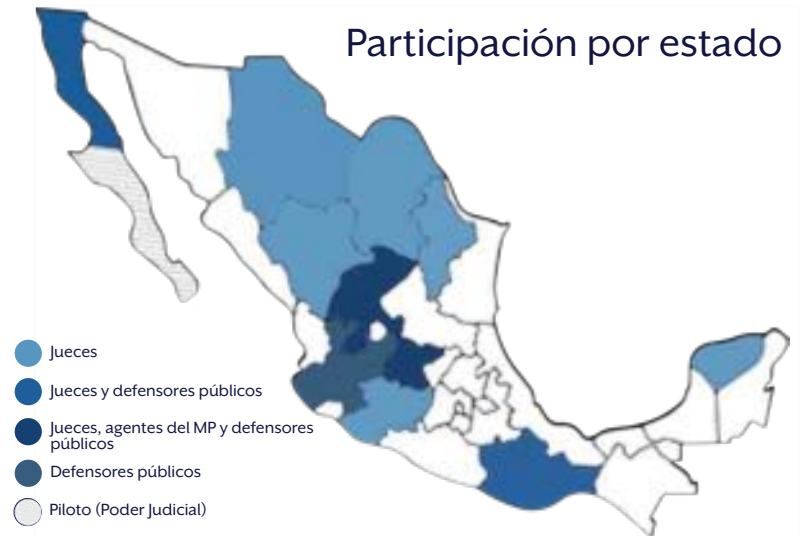 Participación por estado
Jueces
Jueces y defensores públicos
Jueces, agentes del MP y defensores
públicos
Defensores públicos
Piloto (Poder Judicial)